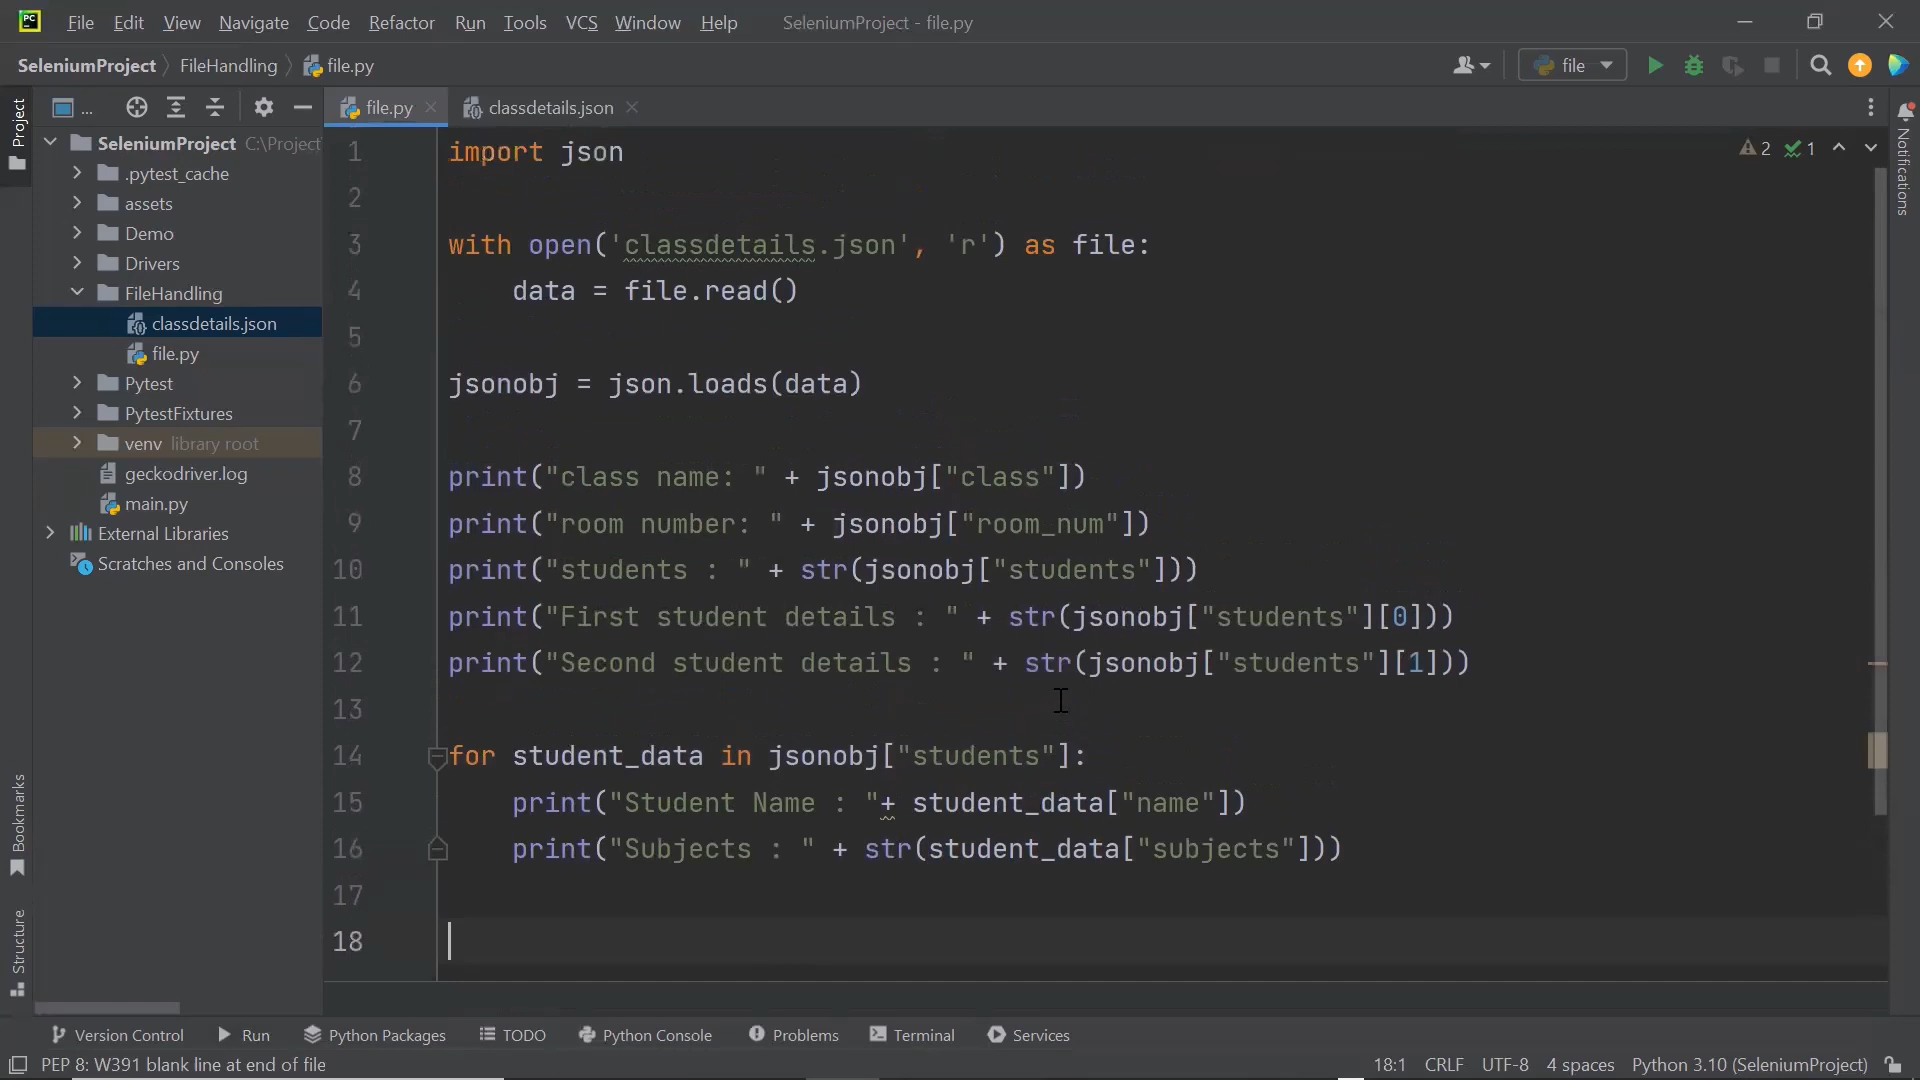 PC File Edit View Navigate Code Refactor Run Tools VCS Window Help SeleniumProject - file.py
SeleniumProject FileHandling file.py file
Project
... file.py classdetails.json
Notifications
SeleniumProject C:\Project
.pytest_cache
assets
Demo
Drivers
FileHandling
classdetails.json
file.py
Pytest
PytestFixtures
venv library root
geckodriver.log
main.py
External Libraries
Scratches and Consoles
2 1
1 import json
2
3 with open('classdetails.json', 'r') as file:
4 data = file.read()
5
6 jsonobj = json.loads(data)
7
8 print("class name: " + jsonobj["class"])
9 print("room number: " + jsonobj["room_num"])
10 print("students : " + str(jsonobj["students"]))
11 print("First student details : " + str(jsonobj["students"][0]))
12 print("Second student details : " + str(jsonobj["students"][1]))
13
14 for student_data in jsonobj["students"]:
15 print("Student Name : "+ student_data["name"])
16 print("Subjects : " + str(student_data["subjects"]))
17
18
Bookmarks
Structure
Version Control Run Python Packages TODO Python Console Problems Terminal Services
PEP 8: W391 blank line at end of file 18:1 CRLF UTF-8 4 spaces Python 3.10 (SeleniumProject)